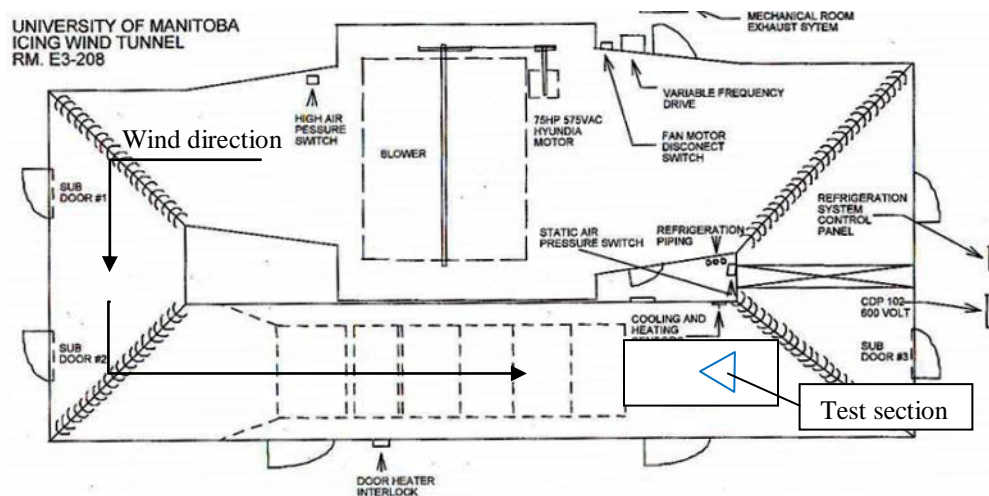 UNIVERSITY OF MANITOBA
ICING WIND TUNNEL
RM. E3-208
MECHANICAL ROOM
EXHAUST SYTEM
HIGH AIR
PESSURE
SWITCH
Wind direction
BLOWER
75HP 575VAC
HYUNDIA
MOTOR
VARIABLE FREQUENCY
DRIVE
FAN MOTOR
DISCONECT
SWITCH
SUB
DOOR #1
REFRIGERATION
SYSTEM
CONTROL
PANEL
STATIC AIR
PRESSURE SWITCH
REFRIGERATION
PIPING
CDP 102
600 VOLT
COOLING AND
HEATING
SUB
DOOR #2
SUB
DOOR #3
Test section
DOOR HEATER
INTERLOCK